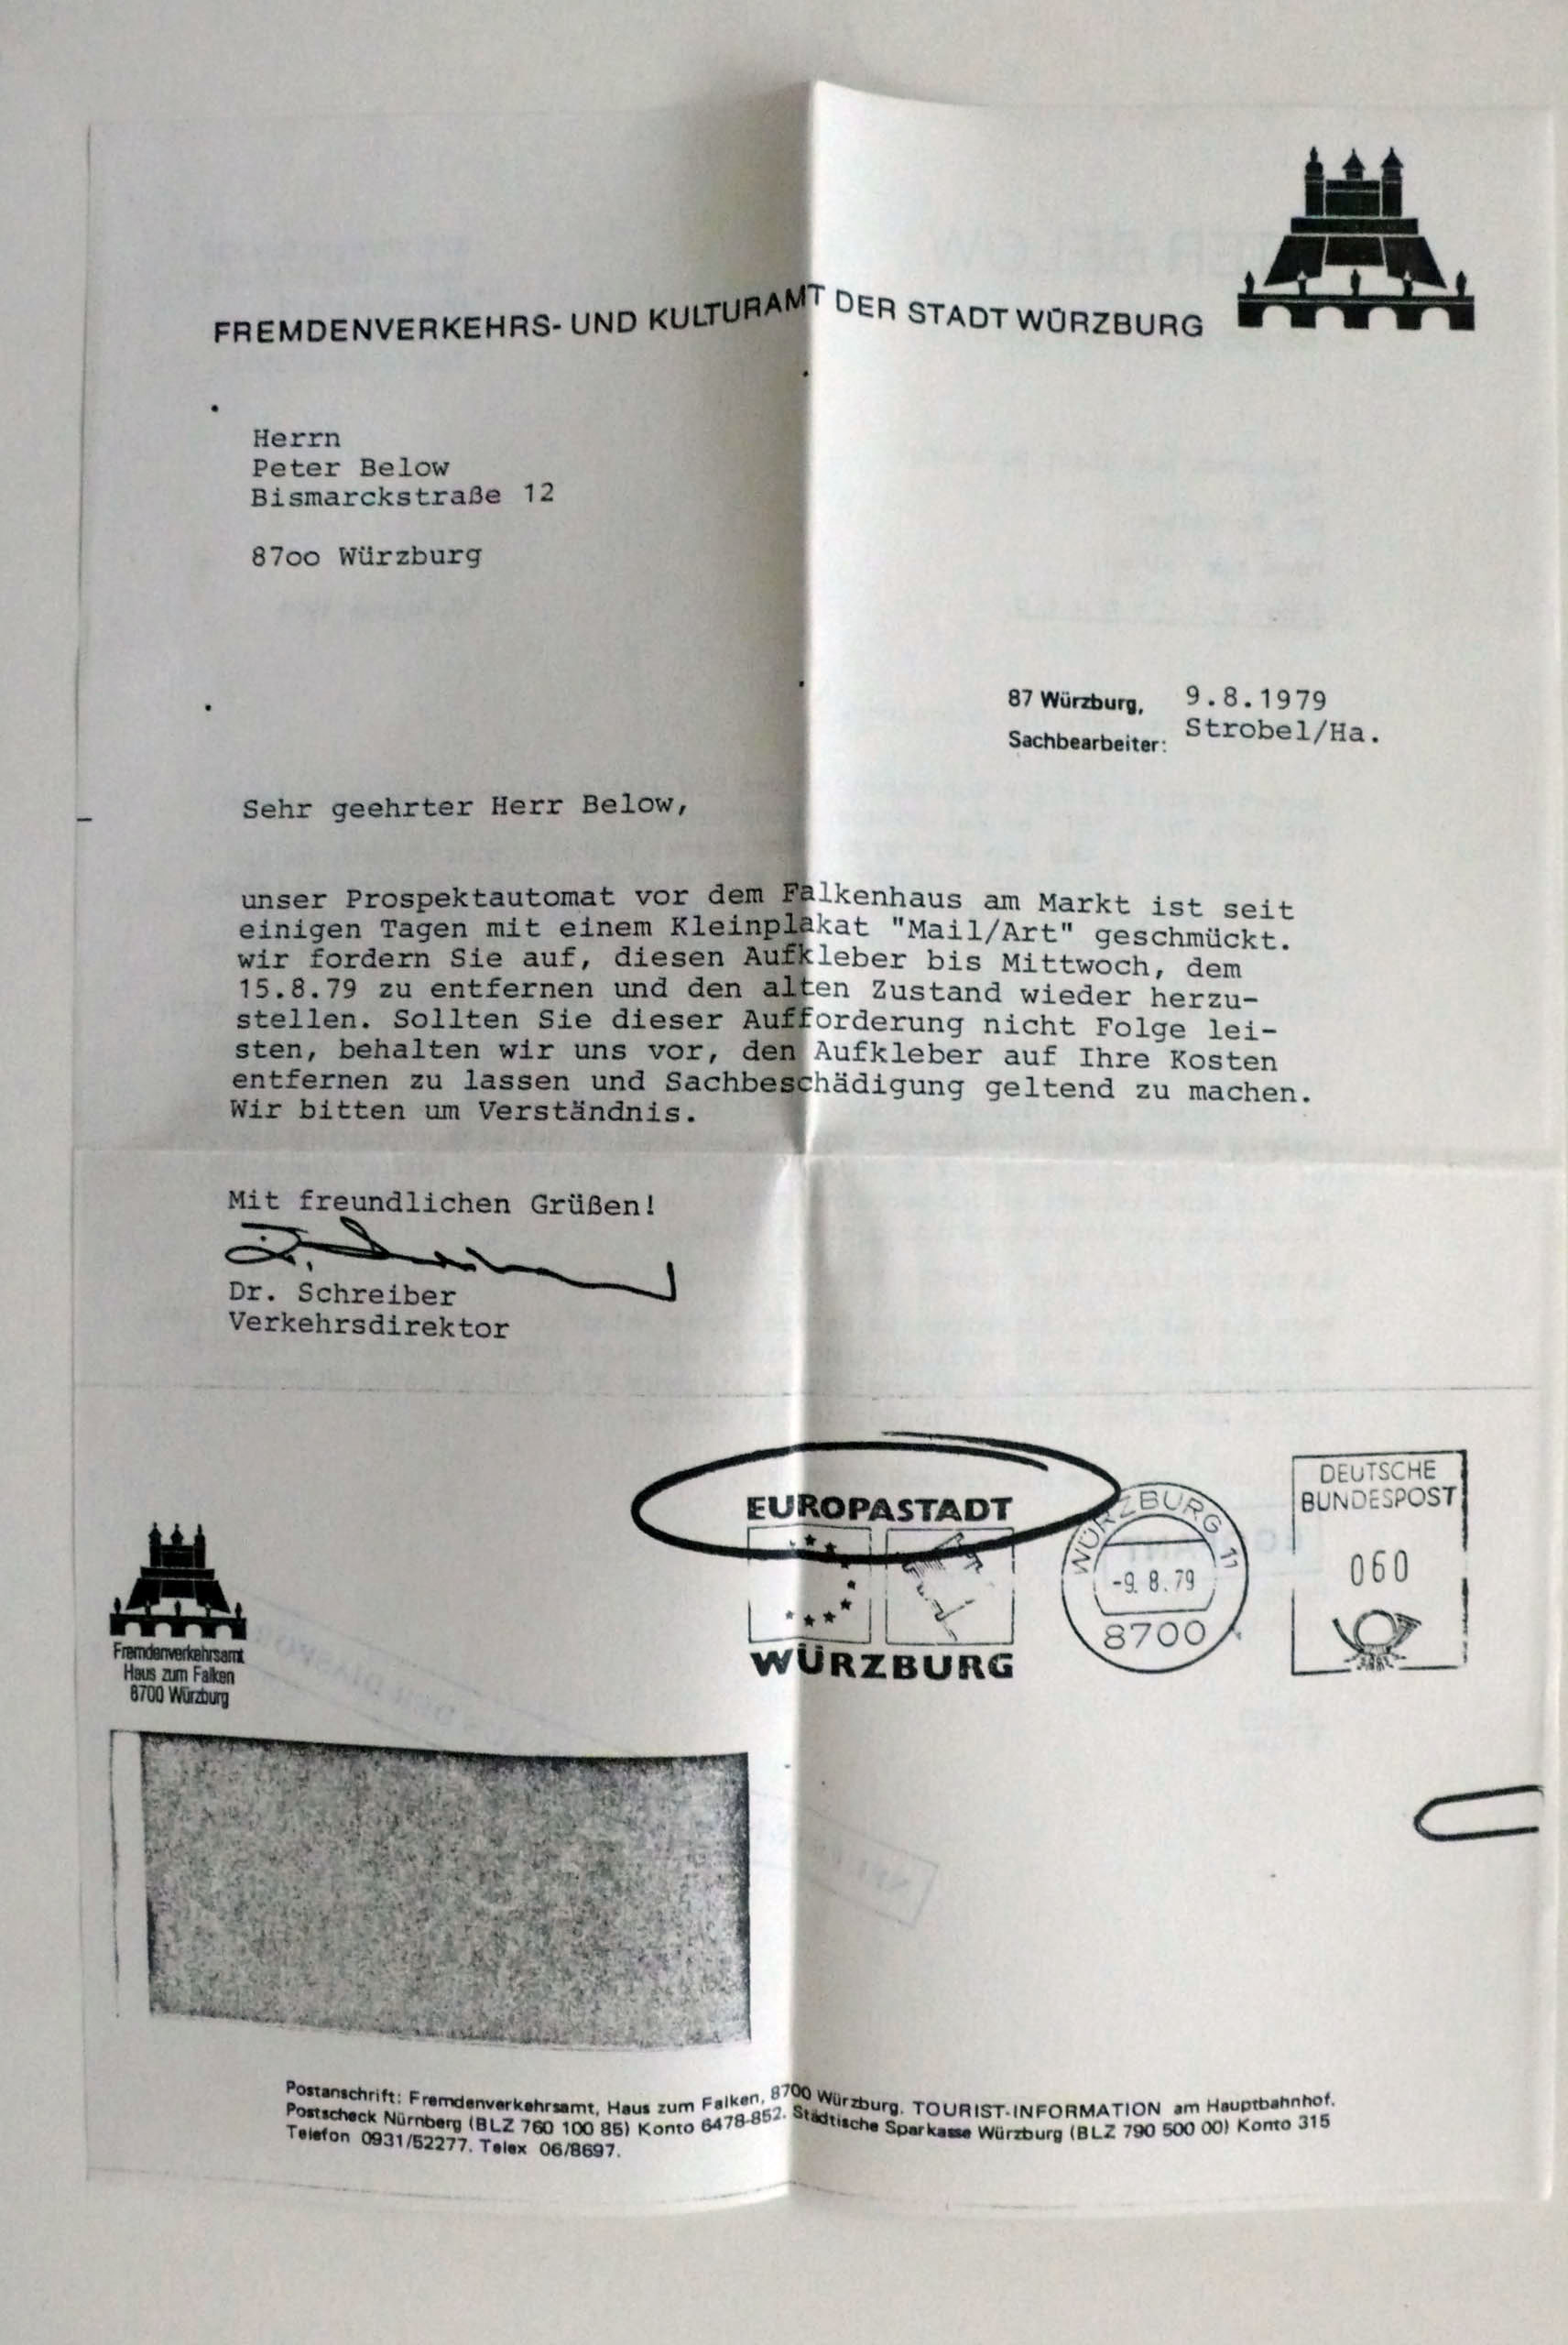 FREMDENVERKEHRS- UND KULTURAMT DER STADT WÜRZBURG
Herrn
Peter Below
Bismarckstraße 12
87oo Würzburg
87 Würzburg, 9.8.1979
Sachbearbeiter: Strobel/Ha.
Sehr geehrter Herr Below,
unser Prospektautomat vor dem Falkenhaus am Markt ist seit
einigen Tagen mit einem Kleinplakat "Mail/Art" geschmückt.
wir fordern Sie auf, diesen Aufkleber bis Mittwoch, dem
15.8.79 zu entfernen und den alten Zustand wieder herzu-
stellen. Sollten Sie dieser Aufforderung nicht Folge lei-
sten, behalten wir uns vor, den Aufkleber auf Ihre Kosten
entfernen zu lassen und Sachbeschädigung geltend zu machen.
Wir bitten um Verständnis.
Mit freundlichen Grüßen!
Dr. Schreiber
Verkehrsdirektor
EUROPASTADT
WÜRZBURG
WÜRZBURG 11
-9. 8. 79
8700
DEUTSCHE
BUNDESPOST
060
Fremdenverkehrsamt
Haus zum Falken
8700 Würzburg
Postanschrift: Fremdenverkehrsamt, Haus zum Falken, 8700 Würzburg. TOURIST-INFORMATION am Hauptbahnhof.
Postscheck Nürnberg (BLZ 760 100 85) Konto 6478-852. Städtische Sparkasse Würzburg (BLZ 790 500 00) Konto 315
Telefon 0931/52277. Telex 06/8697.